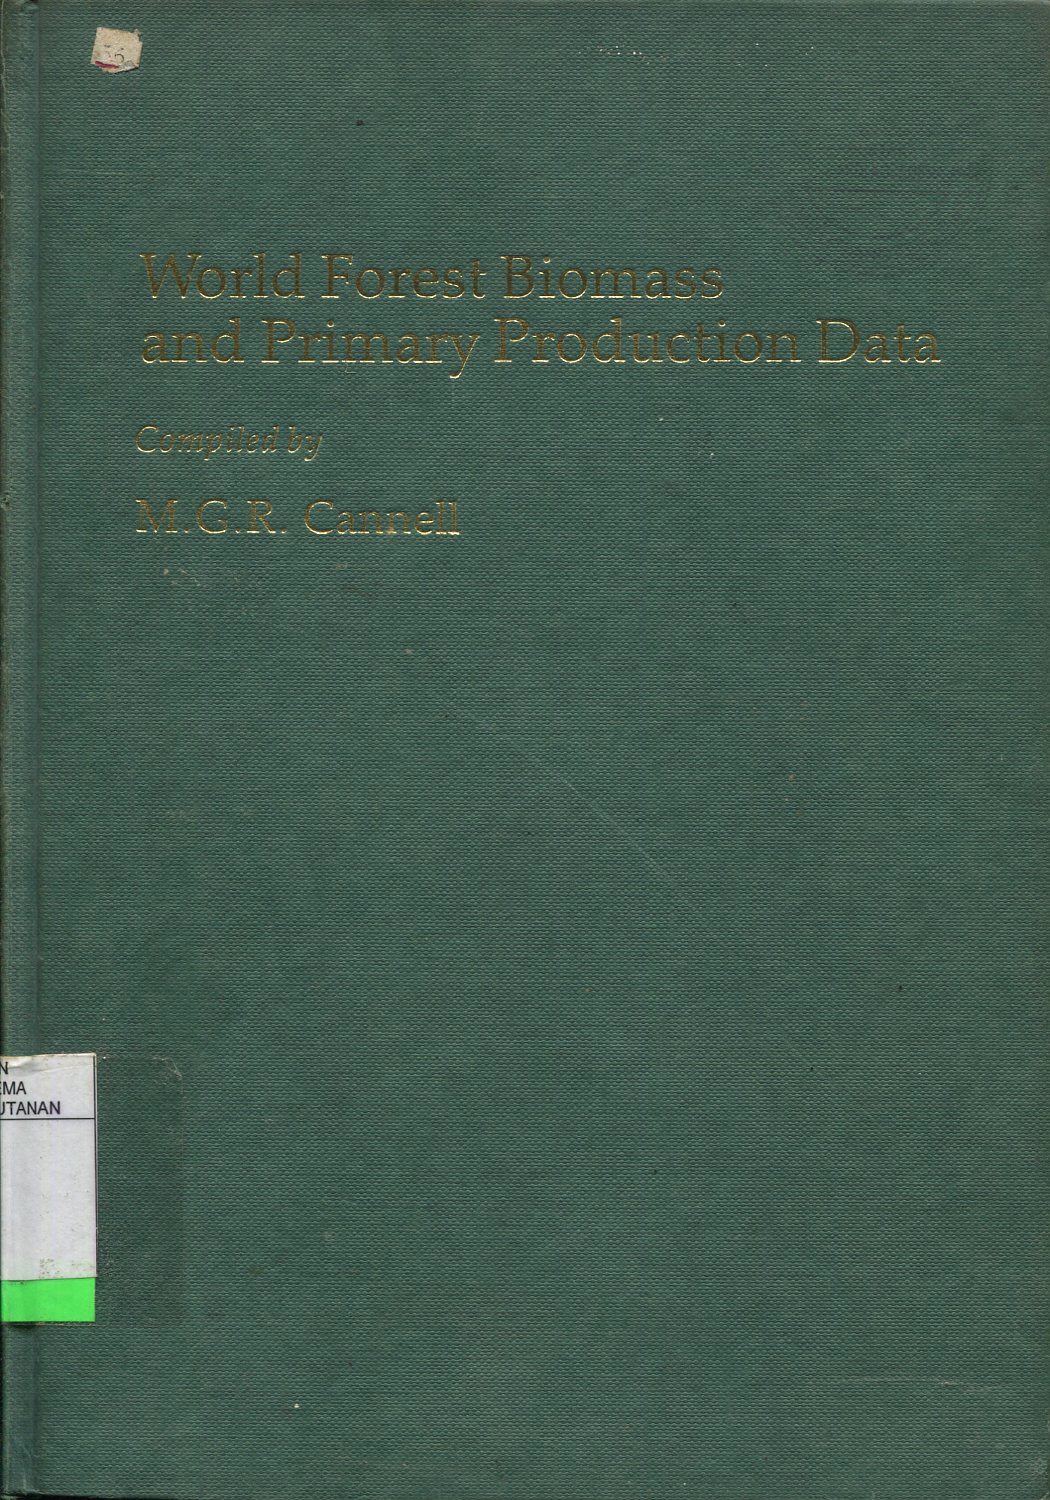 World Forest Biomass
and Primary Production Data
Compiled by
M.G.R. Cannell
N
EMA
UTANAN